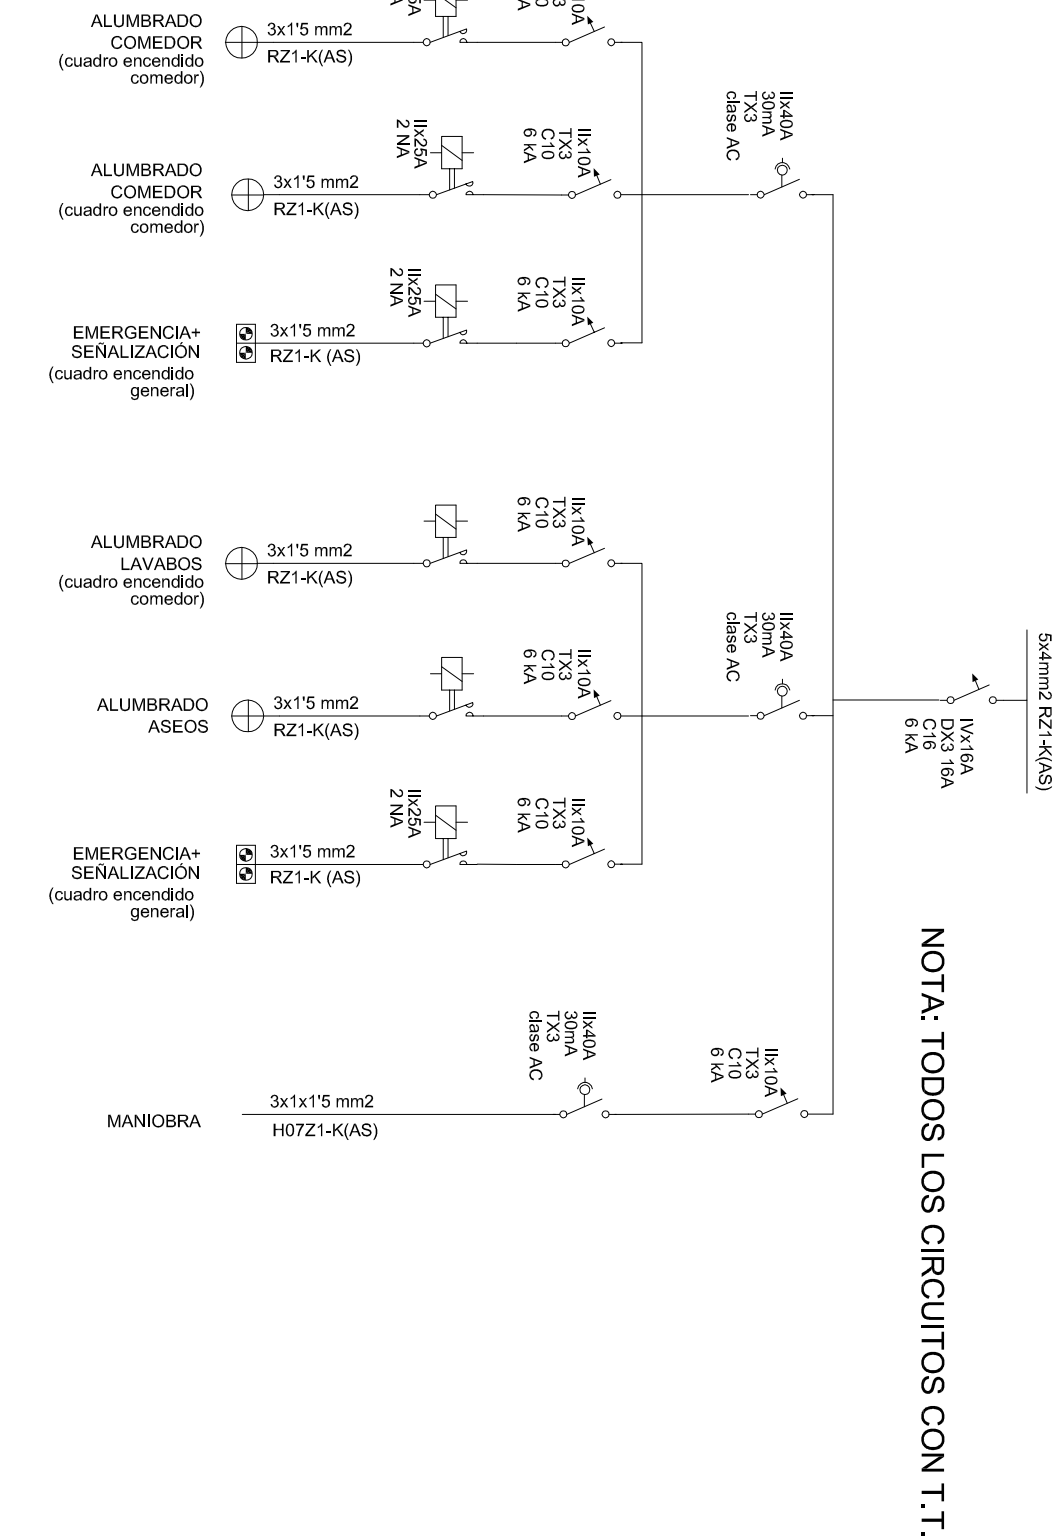 ALUMBRADO
COMEDOR
(cuadro encendido
comedor)
3x1'5 mm2
RZ1-K(AS)
ALUMBRADO
COMEDOR
(cuadro encendido
comedor)
3x1'5 mm2
RZ1-K(AS)
IIx25A
2 NA
IIx10A
TX3
C10
6 kA
IIx40A
30mA
TX3
clase AC
EMERGENCIA+
SEÑALIZACIÓN
(cuadro encendido
general)
3x1'5 mm2
RZ1-K (AS)
IIx25A
2 NA
IIx10A
TX3
C10
6 kA
ALUMBRADO
LAVABOS
(cuadro encendido
comedor)
3x1'5 mm2
RZ1-K(AS)
IIx10A
TX3
C10
6 kA
ALUMBRADO
ASEOS
3x1'5 mm2
RZ1-K(AS)
IIx10A
TX3
C10
6 kA
IIx40A
30mA
TX3
clase AC
5x4mm2 RZ1-K(AS)
IVx16A
DX3 16A
C16
6 kA
EMERGENCIA+
SEÑALIZACIÓN
(cuadro encendido
general)
3x1'5 mm2
RZ1-K (AS)
IIx25A
2 NA
IIx10A
TX3
C10
6 kA
MANIOBRA
3x1x1'5 mm2
H07Z1-K(AS)
IIx40A
30mA
TX3
clase AC
IIx10A
TX3
C10
6 kA
NOTA: TODOS LOS CIRCUITOS CON T.T.